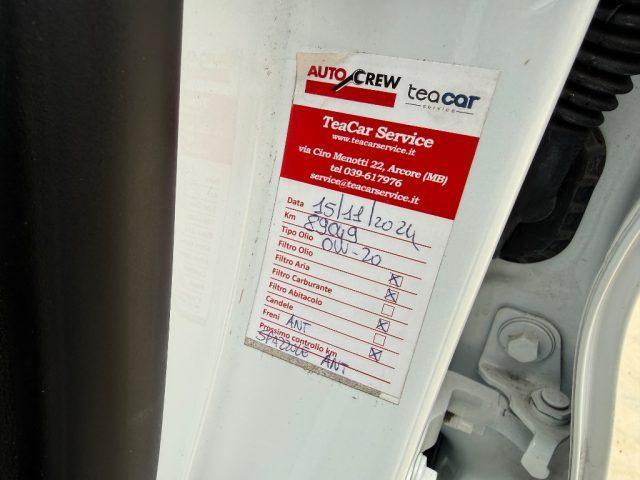 AUTO CREW
teacar
service
TeaCar Service
www.teacarservice.it
via Ciro Menotti 22, Arcore (MB)
tel 039-617976
service@teacarservice.it
Data 15/11/2024
Km 89049
Tipo Olio 0W-20
Filtro Olio
Filtro Aria
Filtro Carburante
Filtro Abitacolo
Candele
Freni ANT
Prossimo controllo km
SPAZZOLE ANT